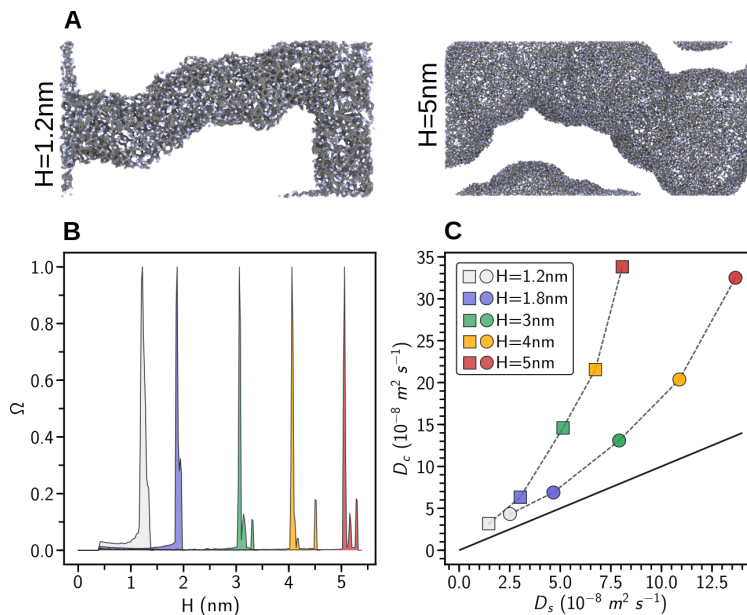 A
H=1.2nm
H=5nm
B
1.0
0.8
0.6
0.4
0.2
0.0
Ω
0 1 2 3 4 5
H (nm)
C
35
30
25
20
15
10
5
0
D_c (10⁻⁸ m² s⁻¹)
H=1.2nm
H=1.8nm
H=3nm
H=4nm
H=5nm
0.0 2.5 5.0 7.5 10.0 12.5
D_s (10⁻⁸ m² s⁻¹)